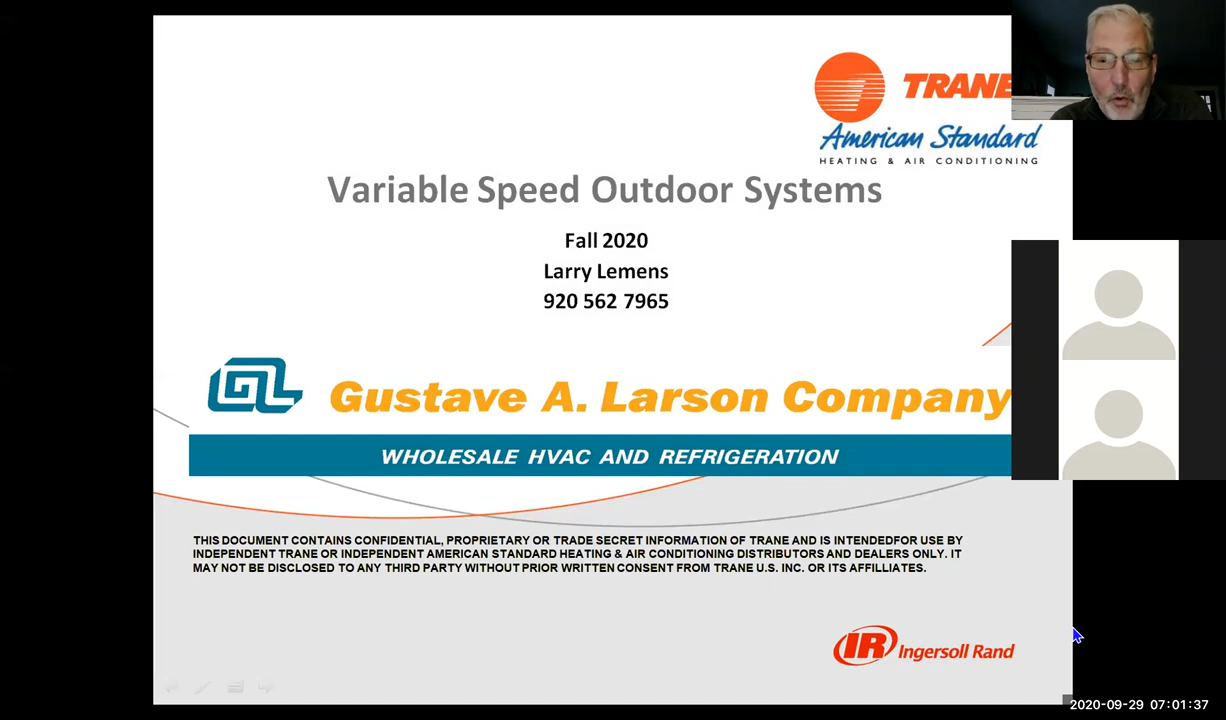 TRANE
American Standard
HEATING & AIR CONDITIONING
Variable Speed Outdoor Systems
Fall 2020
Larry Lemens
920 562 7965
GL
Gustave A. Larson Company
WHOLESALE HVAC AND REFRIGERATION
THIS DOCUMENT CONTAINS CONFIDENTIAL, PROPRIETARY OR TRADE SECRET INFORMATION OF TRANE AND IS INTENDEDFOR USE BY
INDEPENDENT TRANE OR INDEPENDENT AMERICAN STANDARD HEATING & AIR CONDITIONING DISTRIBUTORS AND DEALERS ONLY. IT
MAY NOT BE DISCLOSED TO ANY THIRD PARTY WITHOUT PRIOR WRITTEN CONSENT FROM TRANE U.S. INC. OR ITS AFFILLIATES.
IR Ingersoll Rand
2020-09-29 07:01:37